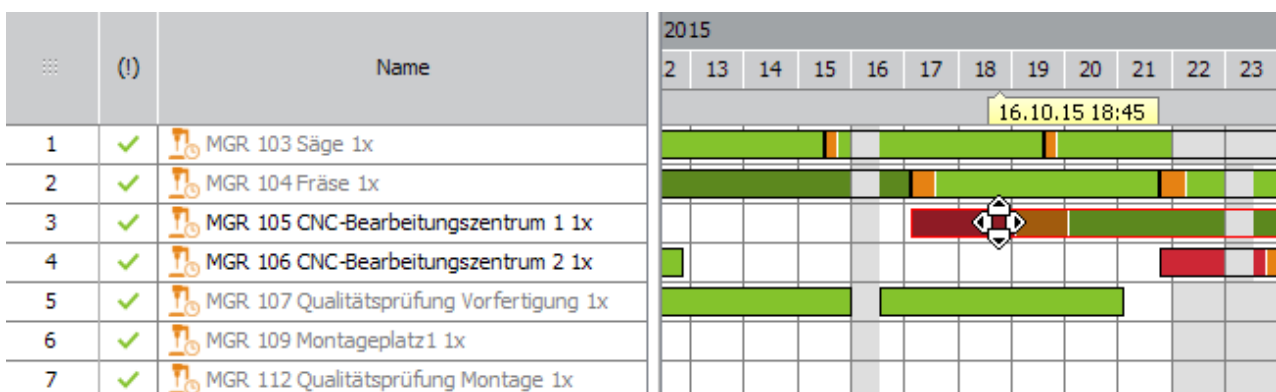 2015
(!) Name 2 13 14 15 16 17 18 19 20 21 22 23
16.10.15 18:45
1 MGR 103 Säge 1x
2 MGR 104 Fräse 1x
3 MGR 105 CNC-Bearbeitungszentrum 1 1x
4 MGR 106 CNC-Bearbeitungszentrum 2 1x
5 MGR 107 Qualitätsprüfung Vorfertigung 1x
6 MGR 109 Montageplatz1 1x
7 MGR 112 Qualitätsprüfung Montage 1x